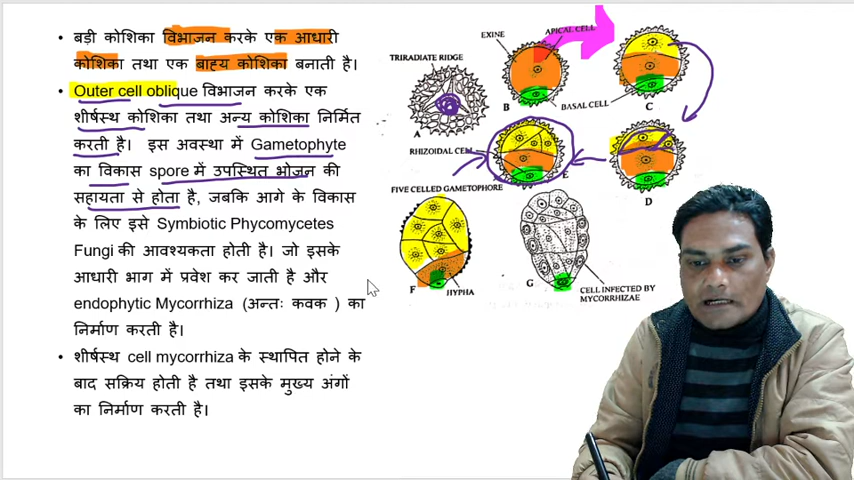 बड़ी कोशिका विभाजन करके एक आधारी
कोशिका तथा एक बाह्य कोशिका बनाती है।
Outer cell oblique विभाजन करके एक
शीर्षस्थ कोशिका तथा अन्य कोशिका निर्मित
करती है। इस अवस्था में Gametophyte
का विकास spore में उपस्थित भोजन की
सहायता से होता है, जबकि आगे के विकास
के लिए इसे Symbiotic Phycomycetes
Fungi की आवश्यकता होती है। जो इसके
आधारी भाग में प्रवेश कर जाती है और
endophytic Mycorrhiza (अन्तः कवक ) का
निर्माण करती है।
शीर्षस्थ cell mycorrhiza के स्थापित होने के
बाद सक्रिय होती है तथा इसके मुख्य अंगों
का निर्माण करती है।
EXINE
APICAL CELL
TRIRADIATE RIDGE
BASAL CELL
A
B
C
RHIZOIDAL CELL
E
D
FIVE CELLED GAMETOPHORE
F
HYPHA
G
CELL INFECTED BY
MYCORRHIZAE